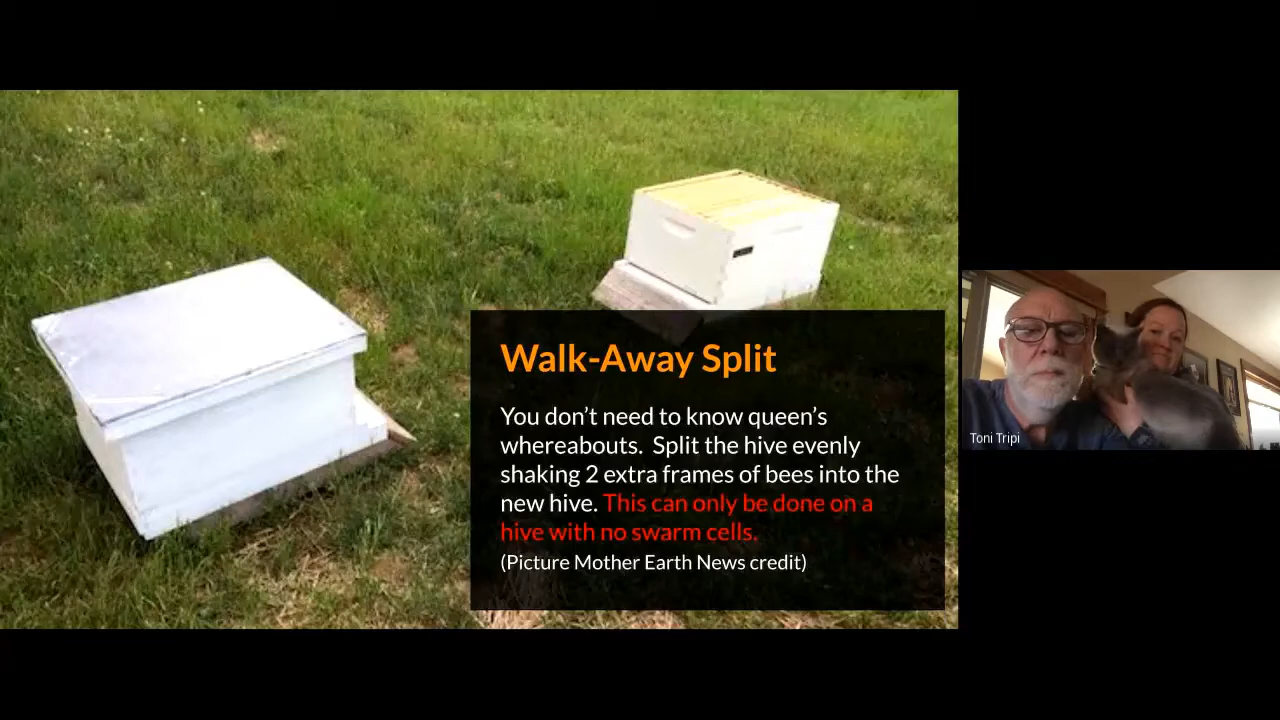 Walk-Away Split
You don't need to know queen's
whereabouts.  Split the hive evenly
shaking 2 extra frames of bees into the
new hive. This can only be done on a
hive with no swarm cells.
(Picture Mother Earth News credit)
Toni Tripi